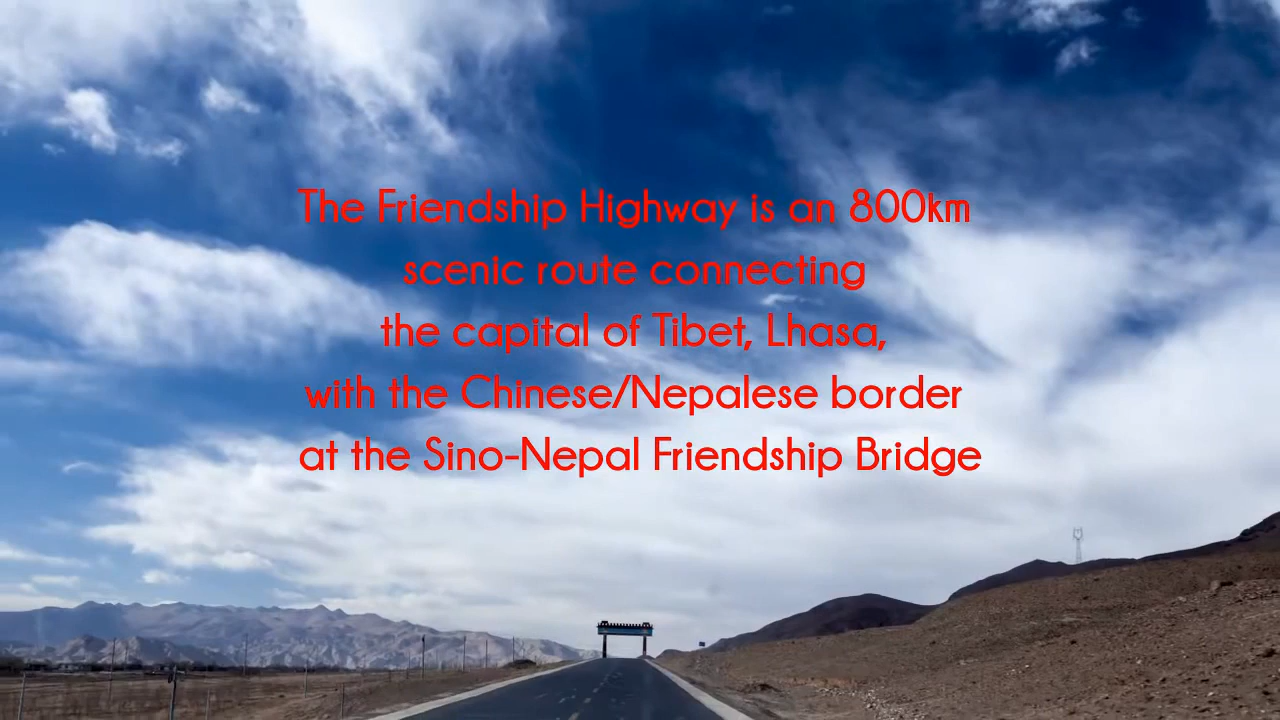 The Friendship Highway is an 800km
scenic route connecting
the capital of Tibet, Lhasa,
with the Chinese/Nepalese border
at the Sino-Nepal Friendship Bridge